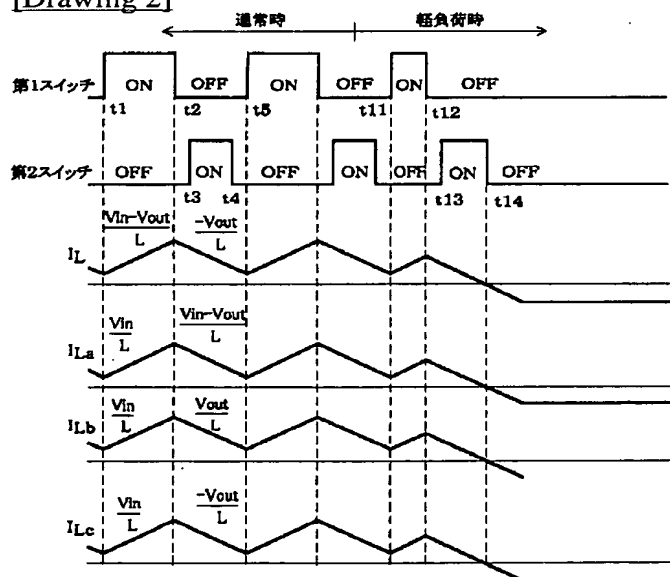 [Drawing 2]
通常時 軽負荷時
第1スイッチ ON OFF ON OFF ON OFF
t1 t2 t5 t11 t12
第2スイッチ OFF ON OFF ON OFF ON OFF
t3 t4 t13 t14
Vin-Vout
L
-Vout
L
IL
Vin
L
Vin-Vout
L
ILa
Vin
L
Vout
L
ILb
Vin
L
-Vout
L
ILc